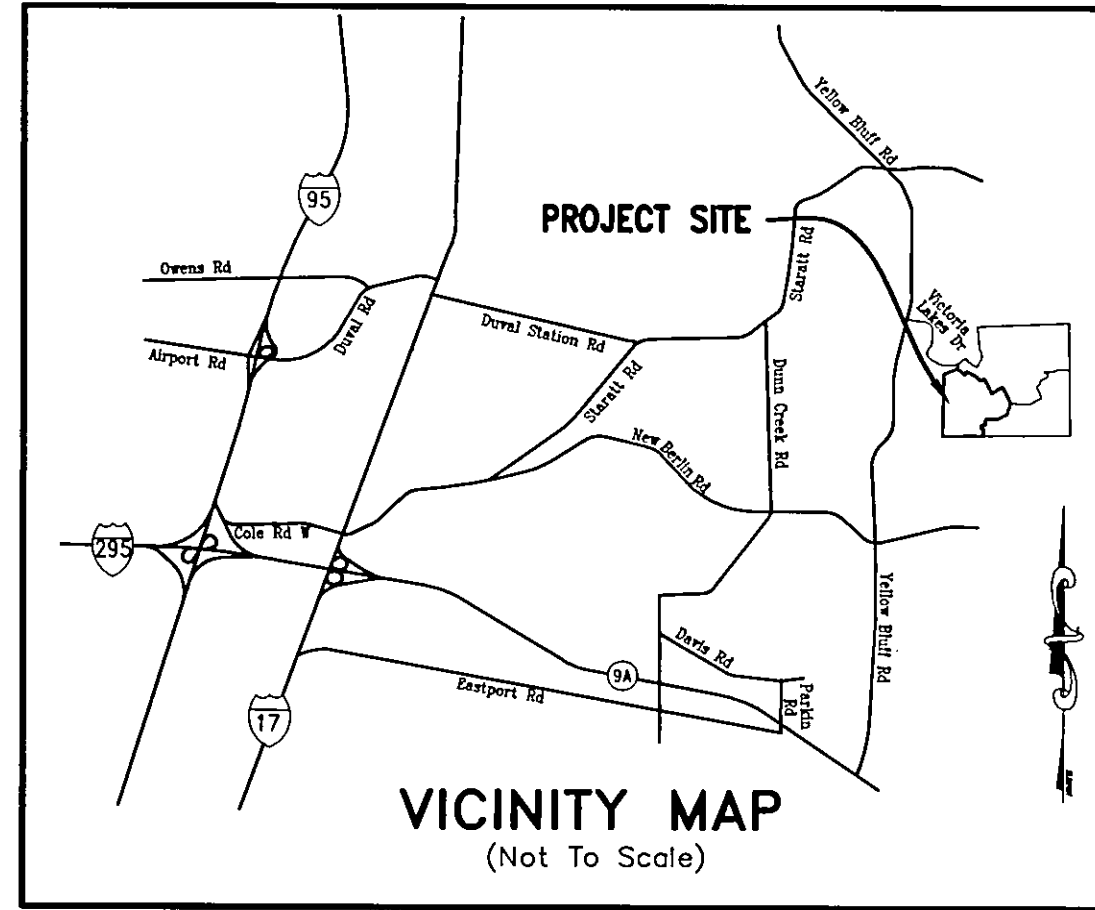 Yellow Bluff Rd
95
PROJECT SITE
Staratt Rd
Owens Rd
Duval Rd
Victoria
Lakes Dr
Duval Station Rd
Airport Rd
Staratt Rd
Dunn Creek Rd
New Berlin Rd
Cole Rd W
295
Yellow Bluff Rd
Davis Rd
9A
Eastport Rd
Parkin
Rd
17
VICINITY MAP
(Not To Scale)